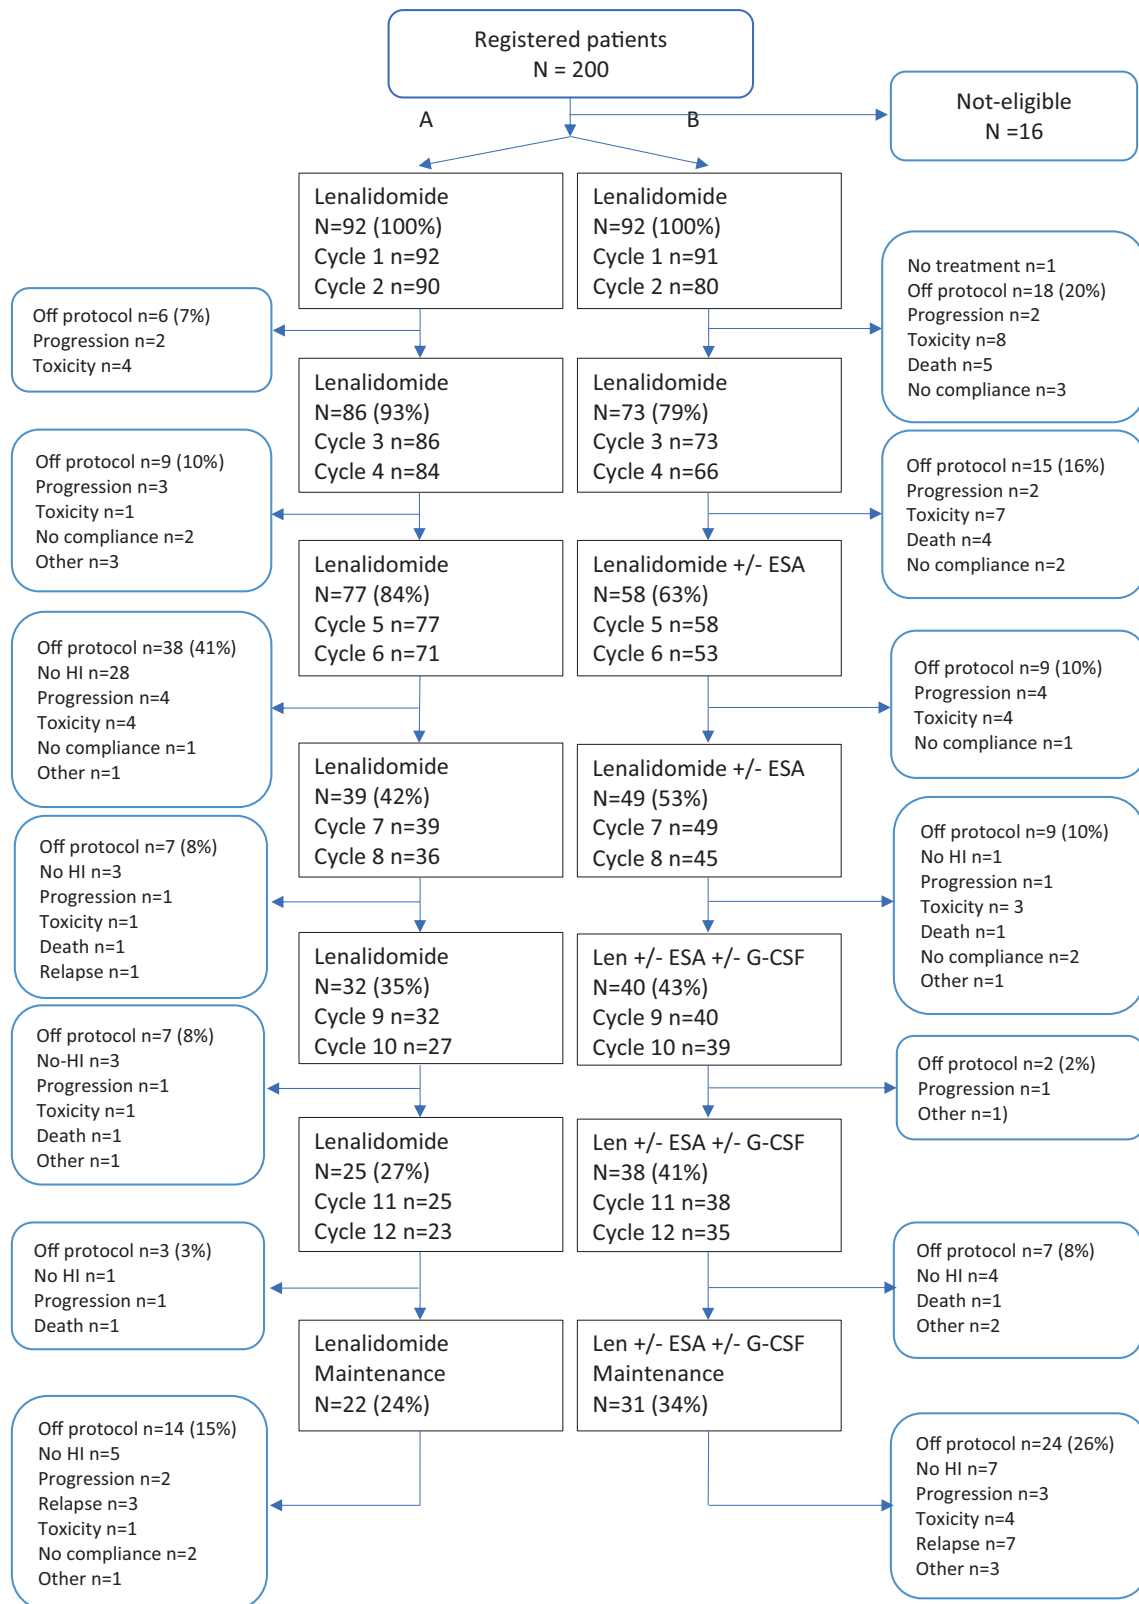 Registered patients
N = 200
Not-eligible
N =16
A
B
Lenalidomide
N=92 (100%)
Cycle 1 n=92
Cycle 2 n=90
Lenalidomide
N=92 (100%)
Cycle 1 n=91
Cycle 2 n=80
Off protocol n=6 (7%)
Progression n=2
Toxicity n=4
No treatment n=1
Off protocol n=18 (20%)
Progression n=2
Toxicity n=8
Death n=5
No compliance n=3
Lenalidomide
N=86 (93%)
Cycle 3 n=86
Cycle 4 n=84
Lenalidomide
N=73 (79%)
Cycle 3 n=73
Cycle 4 n=66
Off protocol n=9 (10%)
Progression n=3
Toxicity n=1
No compliance n=2
Other n=3
Off protocol n=15 (16%)
Progression n=2
Toxicity n=7
Death n=4
No compliance n=2
Lenalidomide
N=77 (84%)
Cycle 5 n=77
Cycle 6 n=71
Lenalidomide +/- ESA
N=58 (63%)
Cycle 5 n=58
Cycle 6 n=53
Off protocol n=38 (41%)
No HI n=28
Progression n=4
Toxicity n=4
No compliance n=1
Other n=1
Off protocol n=9 (10%)
Progression n=4
Toxicity n=4
No compliance n=1
Lenalidomide
N=39 (42%)
Cycle 7 n=39
Cycle 8 n=36
Lenalidomide +/- ESA
N=49 (53%)
Cycle 7 n=49
Cycle 8 n=45
Off protocol n=7 (8%)
No HI n=3
Progression n=1
Toxicity n=1
Death n=1
Relapse n=1
Off protocol n=9 (10%)
No HI n=1
Progression n=1
Toxicity n= 3
Death n=1
No compliance n=2
Other n=1
Lenalidomide
N=32 (35%)
Cycle 9 n=32
Cycle 10 n=27
Len +/- ESA +/- G-CSF
N=40 (43%)
Cycle 9 n=40
Cycle 10 n=39
Off protocol n=7 (8%)
No-HI n=3
Progression n=1
Toxicity n=1
Death n=1
Other n=1
Off protocol n=2 (2%)
Progression n=1
Other n=1)
Lenalidomide
N=25 (27%)
Cycle 11 n=25
Cycle 12 n=23
Len +/- ESA +/- G-CSF
N=38 (41%)
Cycle 11 n=38
Cycle 12 n=35
Off protocol n=3 (3%)
No HI n=1
Progression n=1
Death n=1
Off protocol n=7 (8%)
No HI n=4
Death n=1
Other n=2
Lenalidomide
Maintenance
N=22 (24%)
Len +/- ESA +/- G-CSF
Maintenance
N=31 (34%)
Off protocol n=14 (15%)
No HI n=5
Progression n=2
Relapse n=3
Toxicity n=1
No compliance n=2
Other n=1
Off protocol n=24 (26%)
No HI n=7
Progression n=3
Toxicity n=4
Relapse n=7
Other n=3